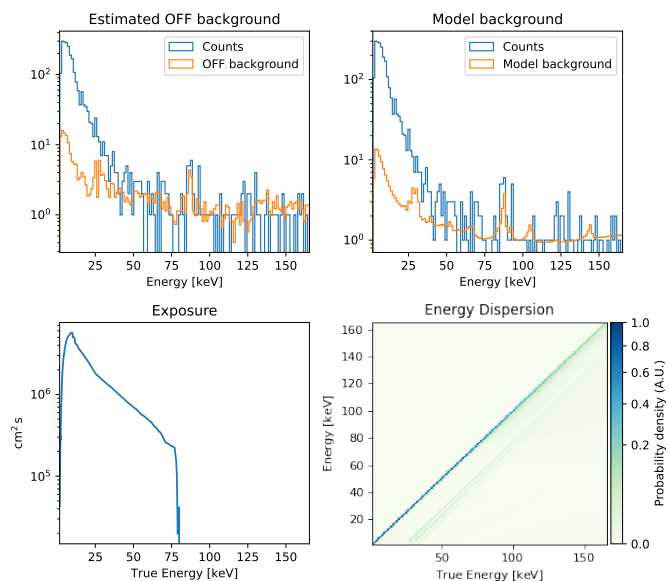 Estimated OFF background
Counts
OFF background
10²
10¹
10⁰
25 50 75 100 125 150
Energy [keV]
Model background
Counts
Model background
10²
10¹
10⁰
25 50 75 100 125 150
Energy [keV]
Exposure
cm² s
10⁶
10⁵
25 50 75 100 125 150
True Energy [keV]
Energy Dispersion
Energy [keV]
160
140
120
100
80
60
40
20
50 100 150
True Energy [keV]
1.0
0.8
0.6
0.4
0.2
0.0
Probability density (A.U.)